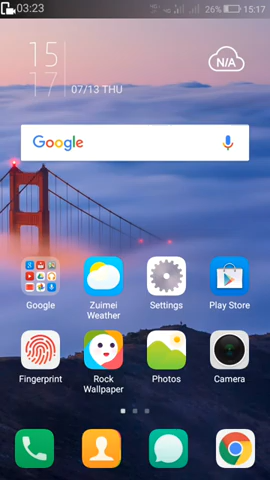 03:23
26%
15:17
15
17
07/13 THU
N/A
Google
Google
Zuimei
Weather
Settings
Play Store
Fingerprint
Rock
Wallpaper
Photos
Camera